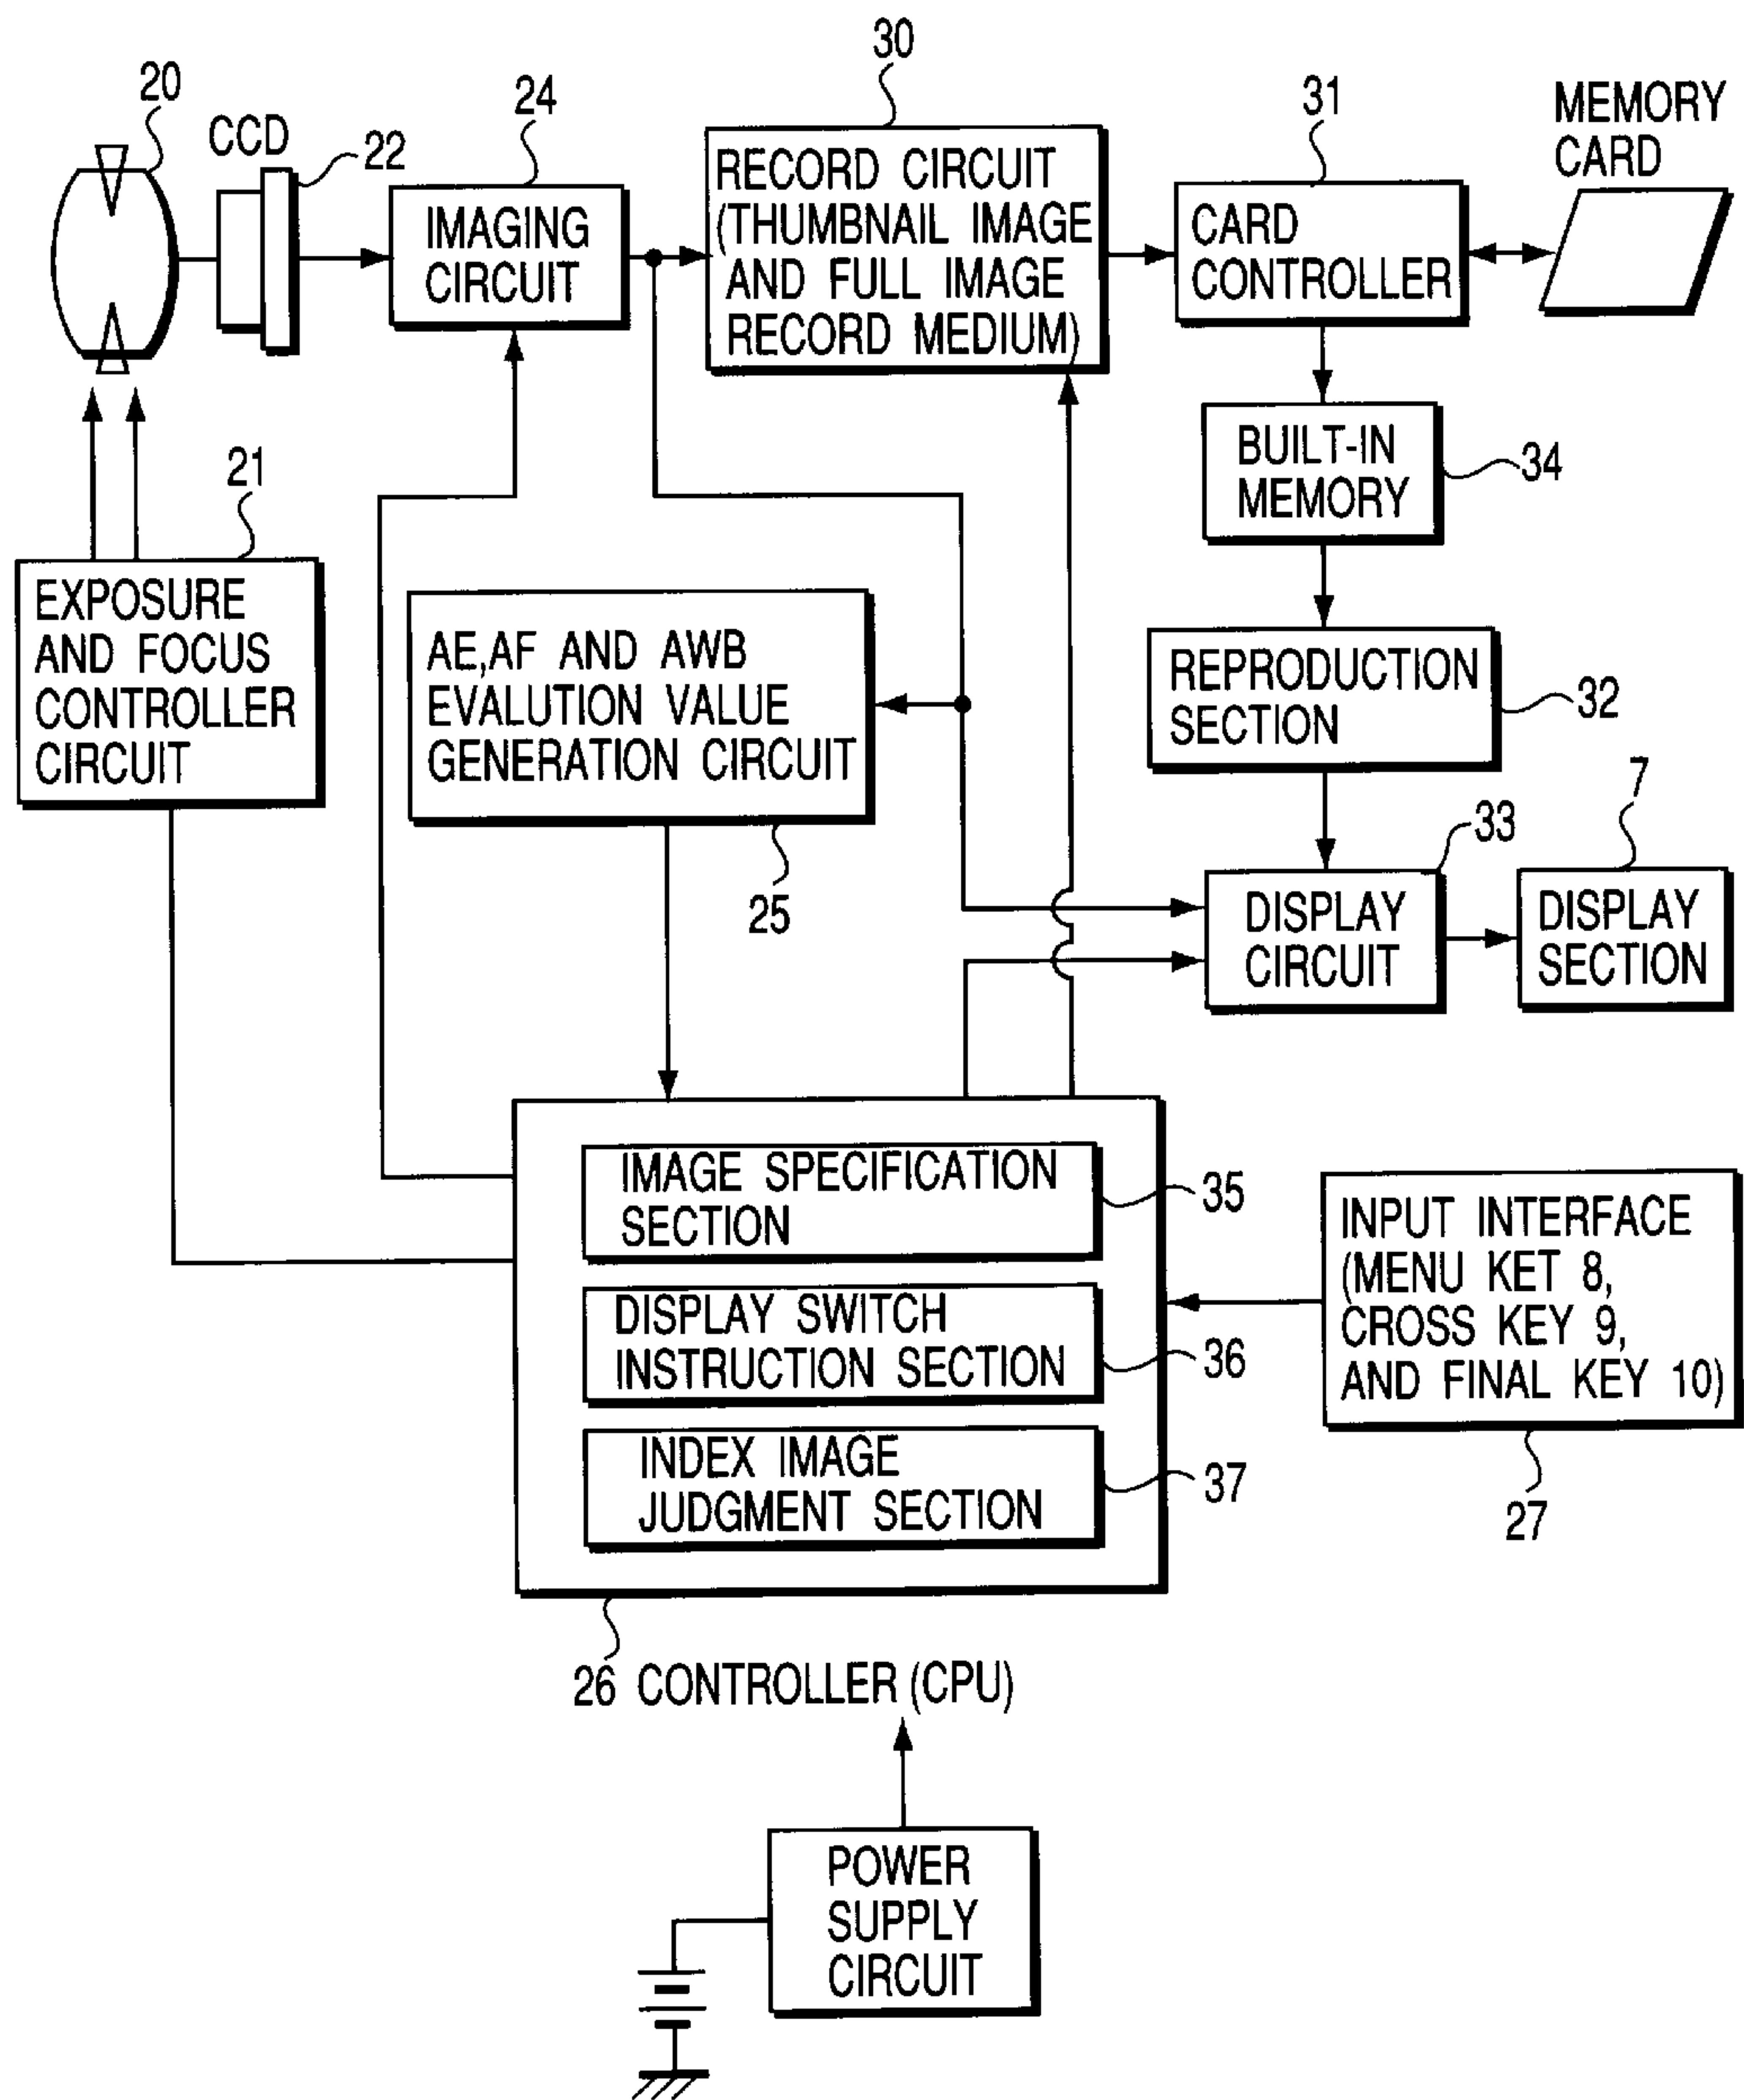 30
20
24
31
MEMORY
CARD
CCD
22
RECORD CIRCUIT
(THUMBNAIL IMAGE
AND FULL IMAGE
RECORD MEDIUM)
IMAGING
CIRCUIT
CARD
CONTROLLER
21
BUILT-IN
MEMORY
34
EXPOSURE
AND FOCUS
CONTROLLER
CIRCUIT
AE,AF AND AWB
EVALUTION VALUE
GENERATION CIRCUIT
REPRODUCTION
SECTION
32
25
33
7
DISPLAY
CIRCUIT
DISPLAY
SECTION
IMAGE SPECIFICATION
SECTION
35
DISPLAY SWITCH
INSTRUCTION SECTION
36
INDEX IMAGE
JUDGMENT SECTION
37
INPUT INTERFACE
(MENU KET 8,
CROSS KEY 9,
AND FINAL KEY 10)
27
26 CONTROLLER (CPU)
POWER
SUPPLY
CIRCUIT